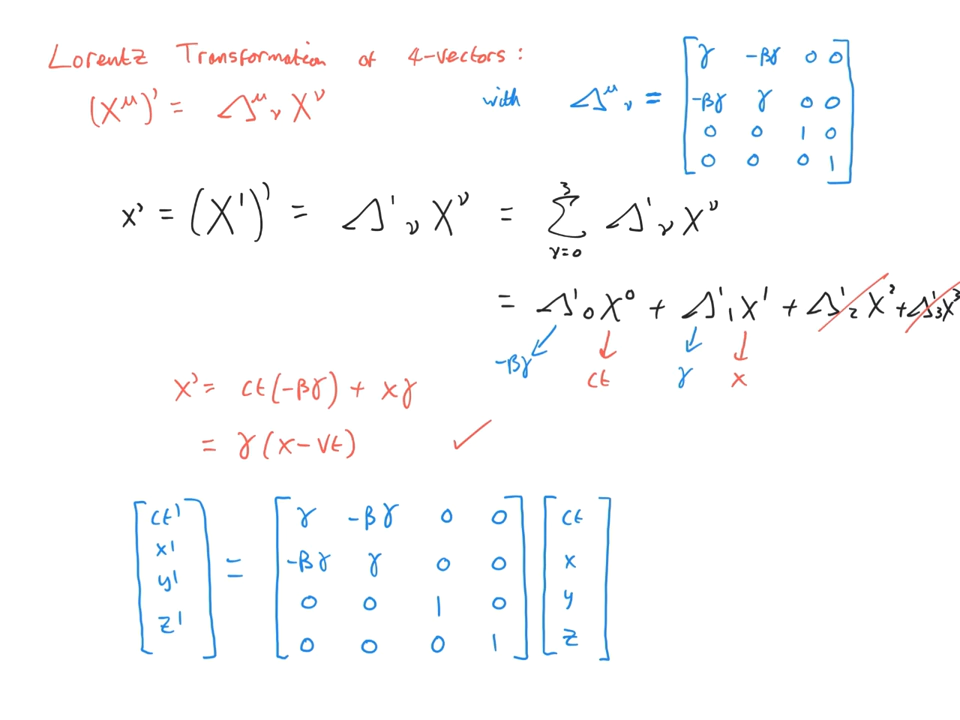 Lorentz Transformation of 4-vectors:
(X^μ)' = Λ^μ_ν X^ν with Λ^μ_ν = [γ -βγ 0 0
-βγ γ 0 0
0 0 1 0
0 0 0 1]
x' = (X^1)' = Λ^1_ν X^ν = Σ_{ν=0}^{3} Λ^1_ν X^ν
= Λ^1_0 X^0 + Λ^1_1 X^1 + Λ^1_2 X^2 + Λ^1_3 X^3
-βγ ct γ x
x' = ct(-βγ) + xγ
= γ(x-vt) ✓
[ct'] = [γ -βγ 0 0] [ct]
[x'] [-βγ γ 0 0] [x]
[y'] [0 0 1 0] [y]
[z'] [0 0 0 1] [z]